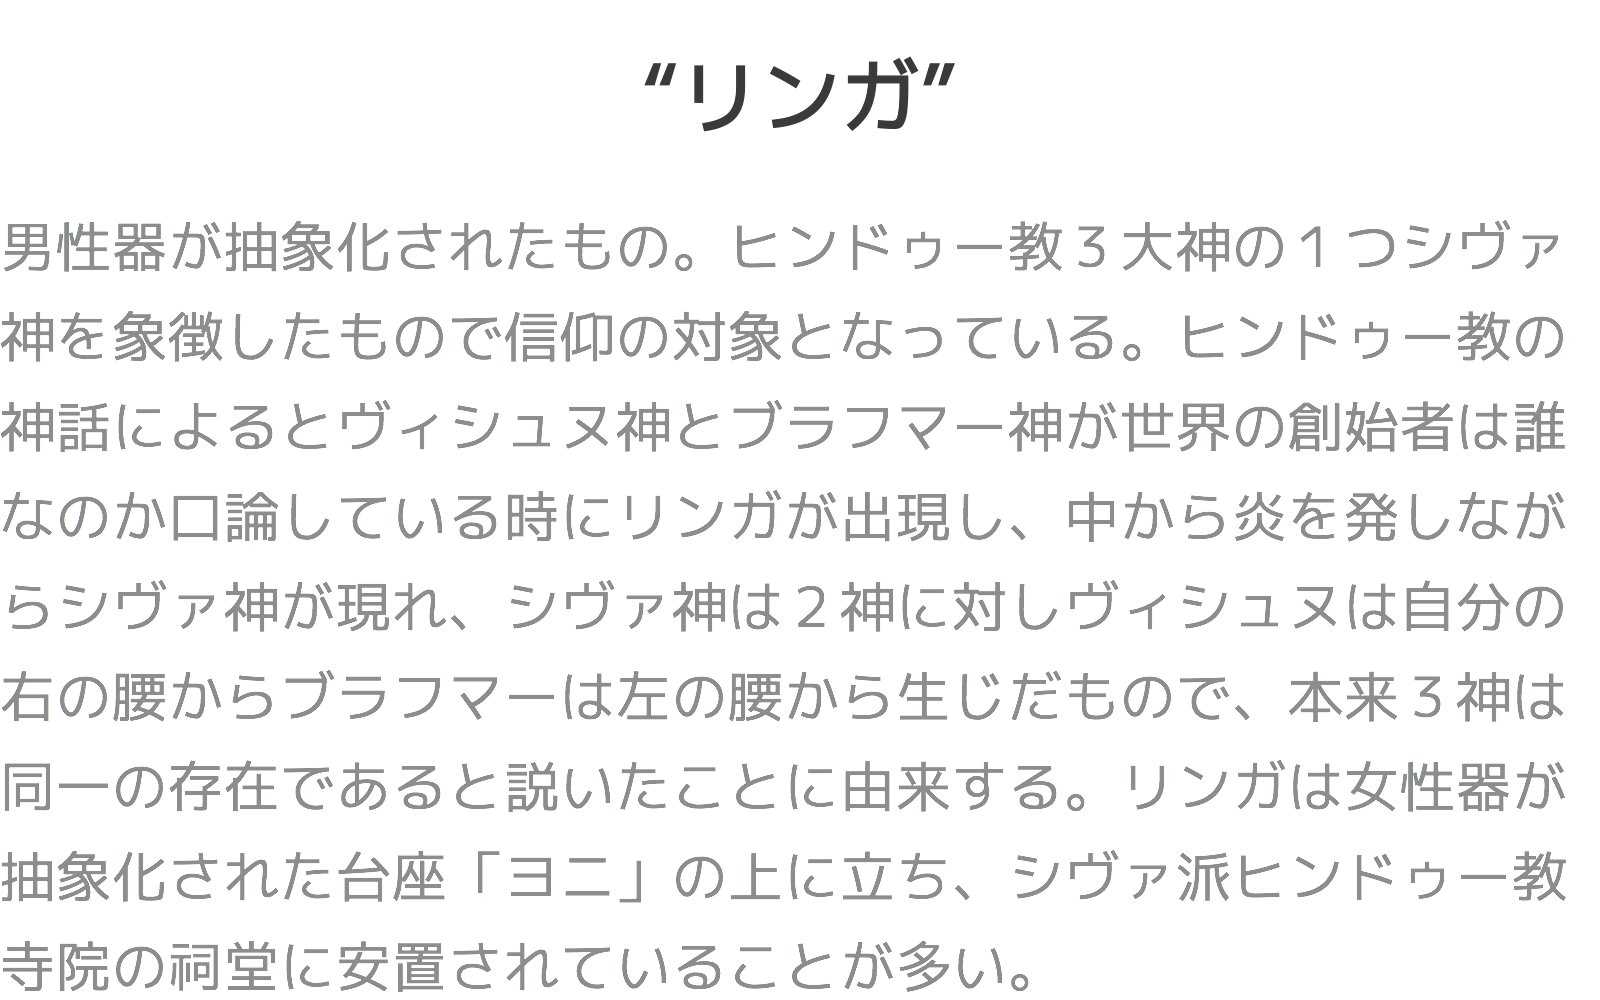 “リンガ”
男性器が抽象化されたもの。ヒンドゥー教３大神の１つシヴァ
神を象徴したもので信仰の対象となっている。ヒンドゥー教の
神話によるとヴィシュヌ神とブラフマー神が世界の創始者は誰
なのか口論している時にリンガが出現し、中から炎を発しなが
らシヴァ神が現れ、シヴァ神は２神に対しヴィシュヌは自分の
右の腰からブラフマーは左の腰から生じだもので、本来３神は
同一の存在であると説いたことに由来する。リンガは女性器が
抽象化された台座「ヨニ」の上に立ち、シヴァ派ヒンドゥー教
寺院の祠堂に安置されていることが多い。